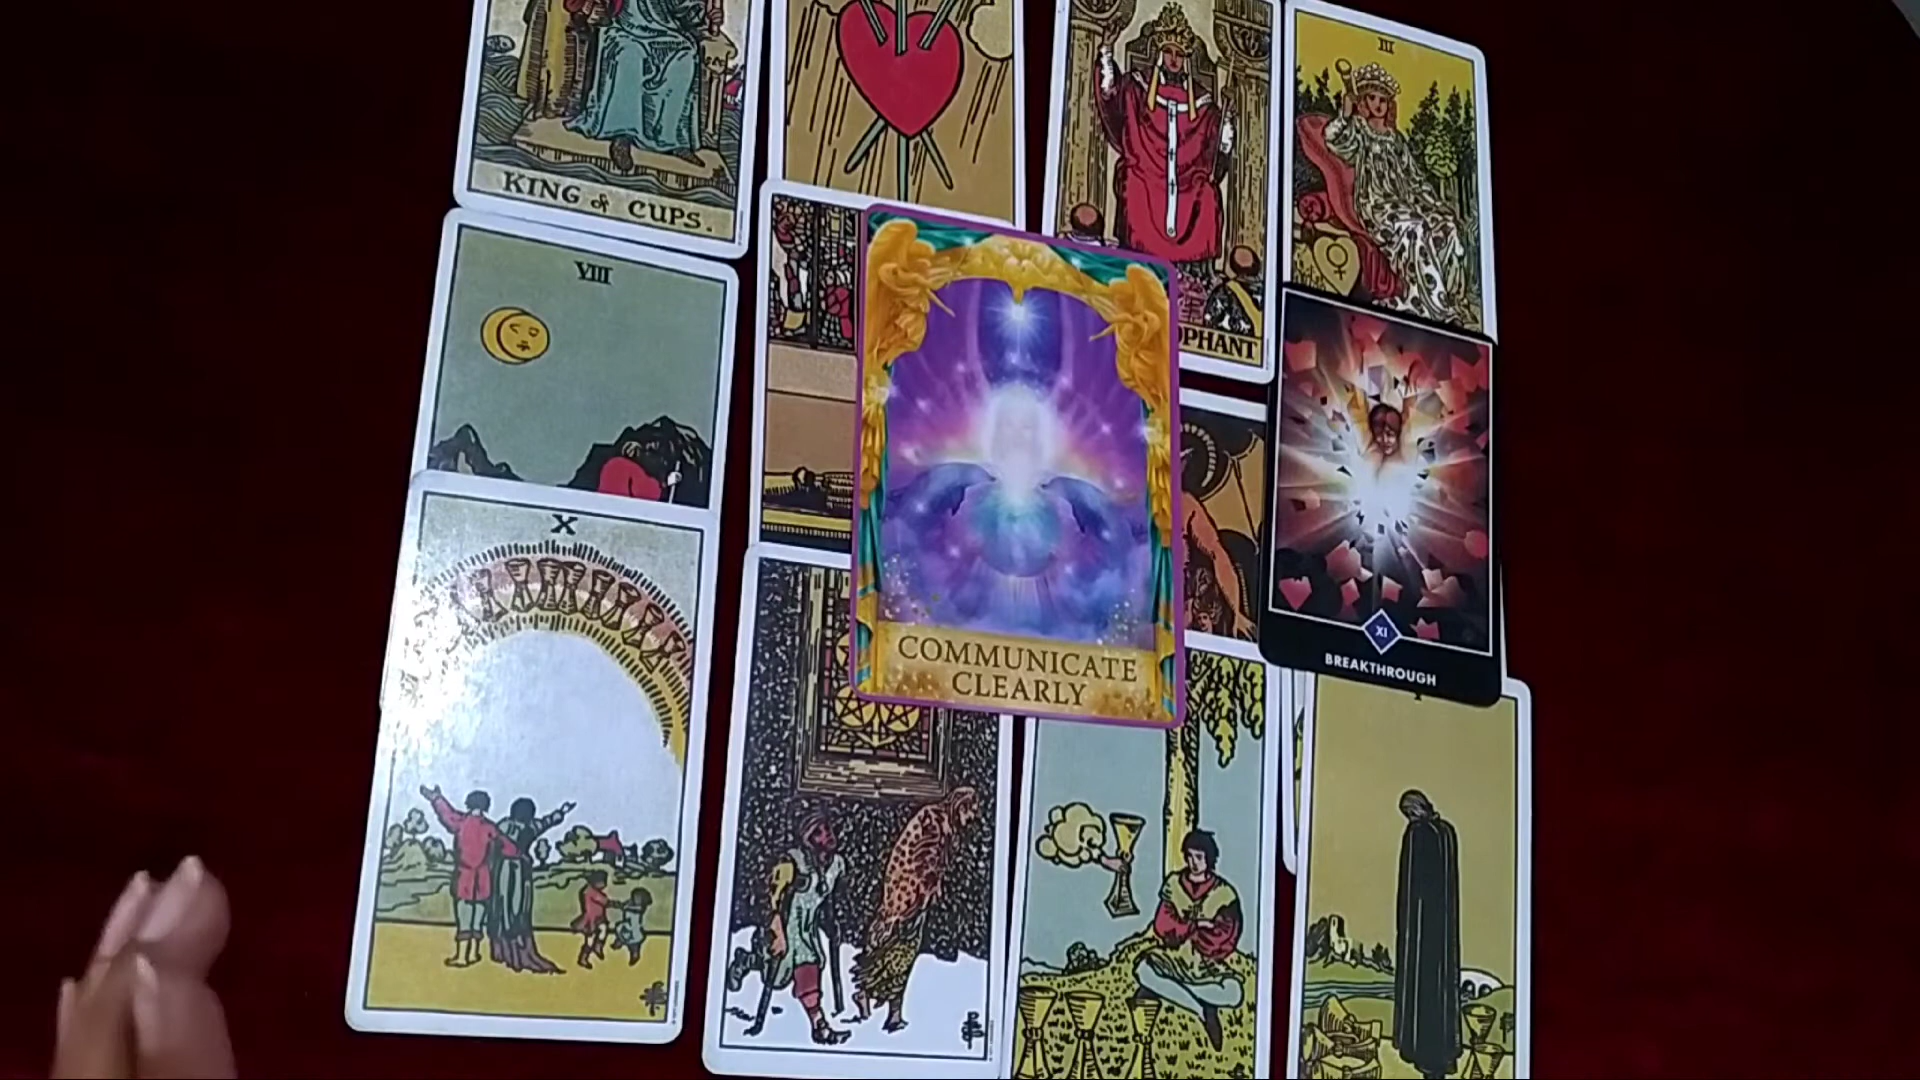 III
KING of CUPS.
OPHANT
VIII
X
COMMUNICATE
CLEARLY
XI
BREAKTHROUGH